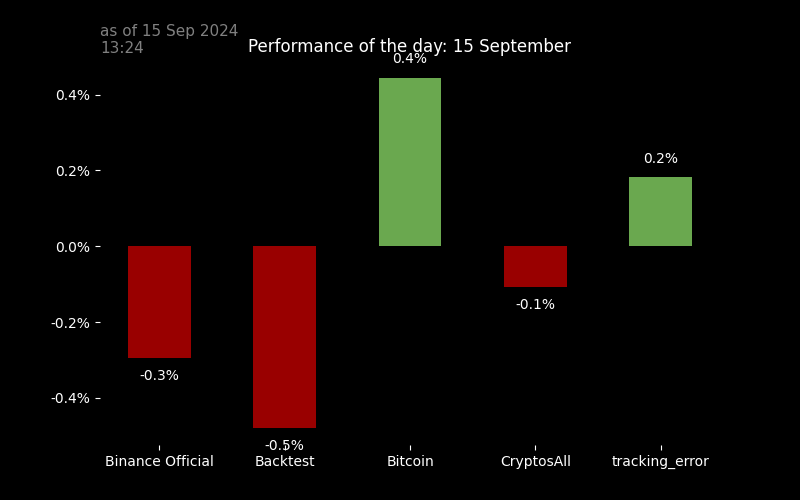 as of 15 Sep 2024
13:24
Performance of the day: 15 September
0.4%
0.4%
0.2%
0.2%
0.0%
-0.1%
-0.2%
-0.3%
-0.4%
-0.5%
Binance Official
Backtest
Bitcoin
CryptosAll
tracking_error